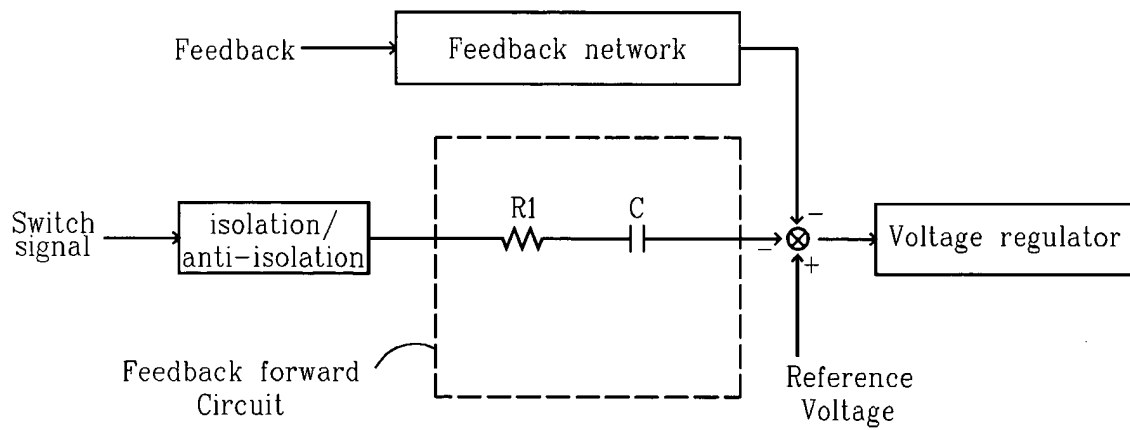 Feedback
Feedback network
Switch
signal
isolation/
anti-isolation
R1
C
−
−
+
Voltage regulator
Feedback forward
Circuit
Reference
Voltage